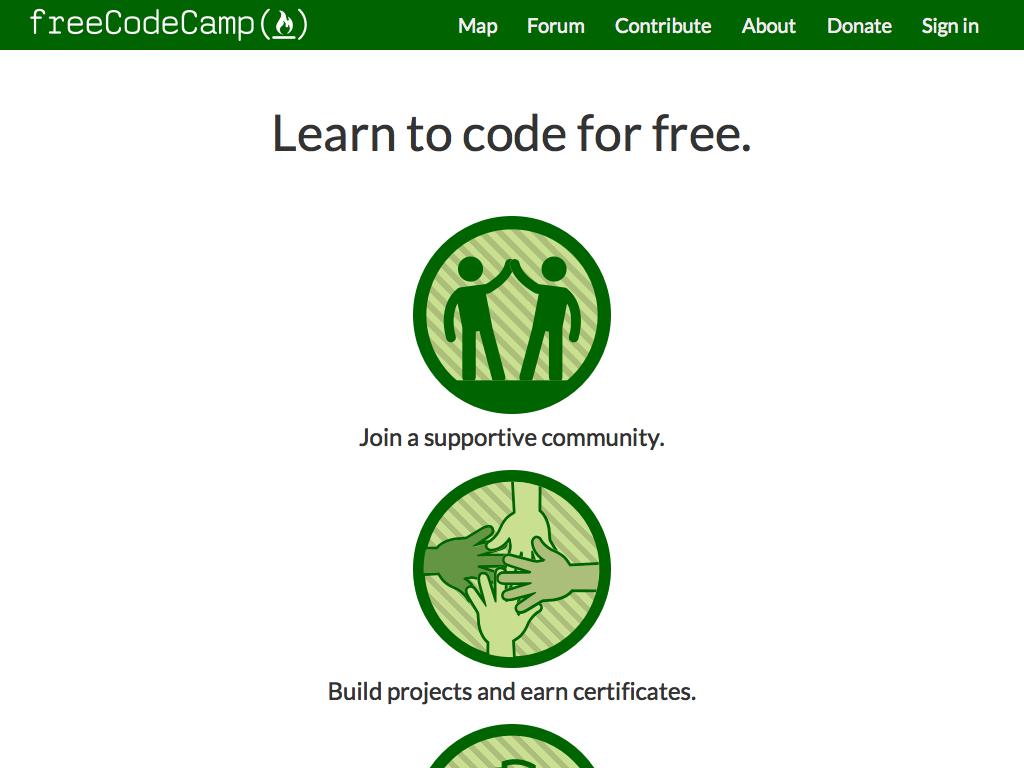 freeCodeCamp
Map Forum Contribute About Donate Sign in
Learn to code for free.
Join a supportive community.
Build projects and earn certificates.